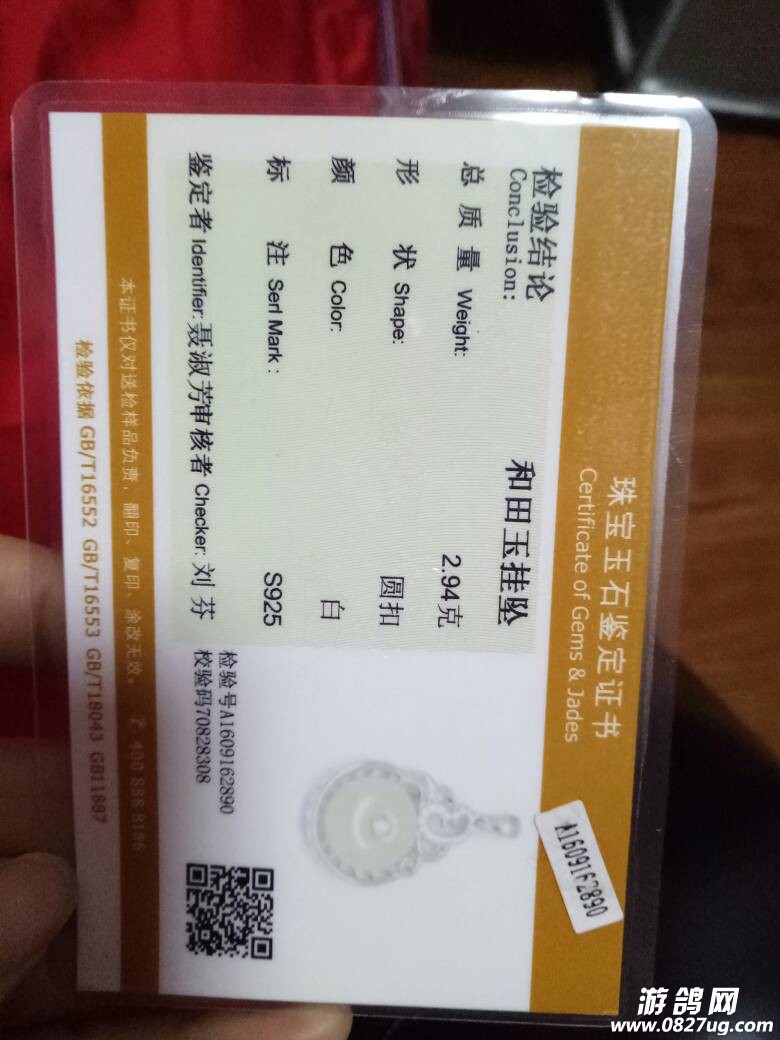 珠宝玉石鉴定证书
Certificate of Gems & Jades
A1609162890
检验结论 和田玉挂坠
Conclusion:
总质量 Weight: 2.94克
形状 Shape: 圆扣
颜色 Color: 白
标注 Serl Mark: S925
鉴定者 Identifier: 聂淑芳审核者 Checker: 刘芬
检验号A1609162890
校验码70828308
本证书仅对送检样品负责，翻印、复印、涂改无效。 ✆ 400 888 8186
检验依据 GB/T16552 GB/T16553 GB/T18043 GB11887
游鸽网
www.0827ug.com